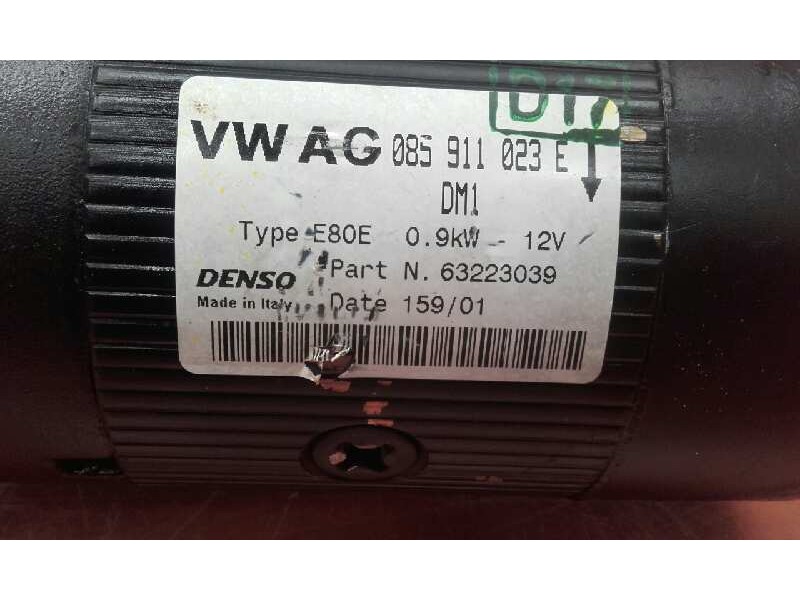 D17
VW AG 085 911 023 E
DM1
Type E80E 0.9kW - 12V
DENSO Part N. 63223039
Made in Italy Date 159/01